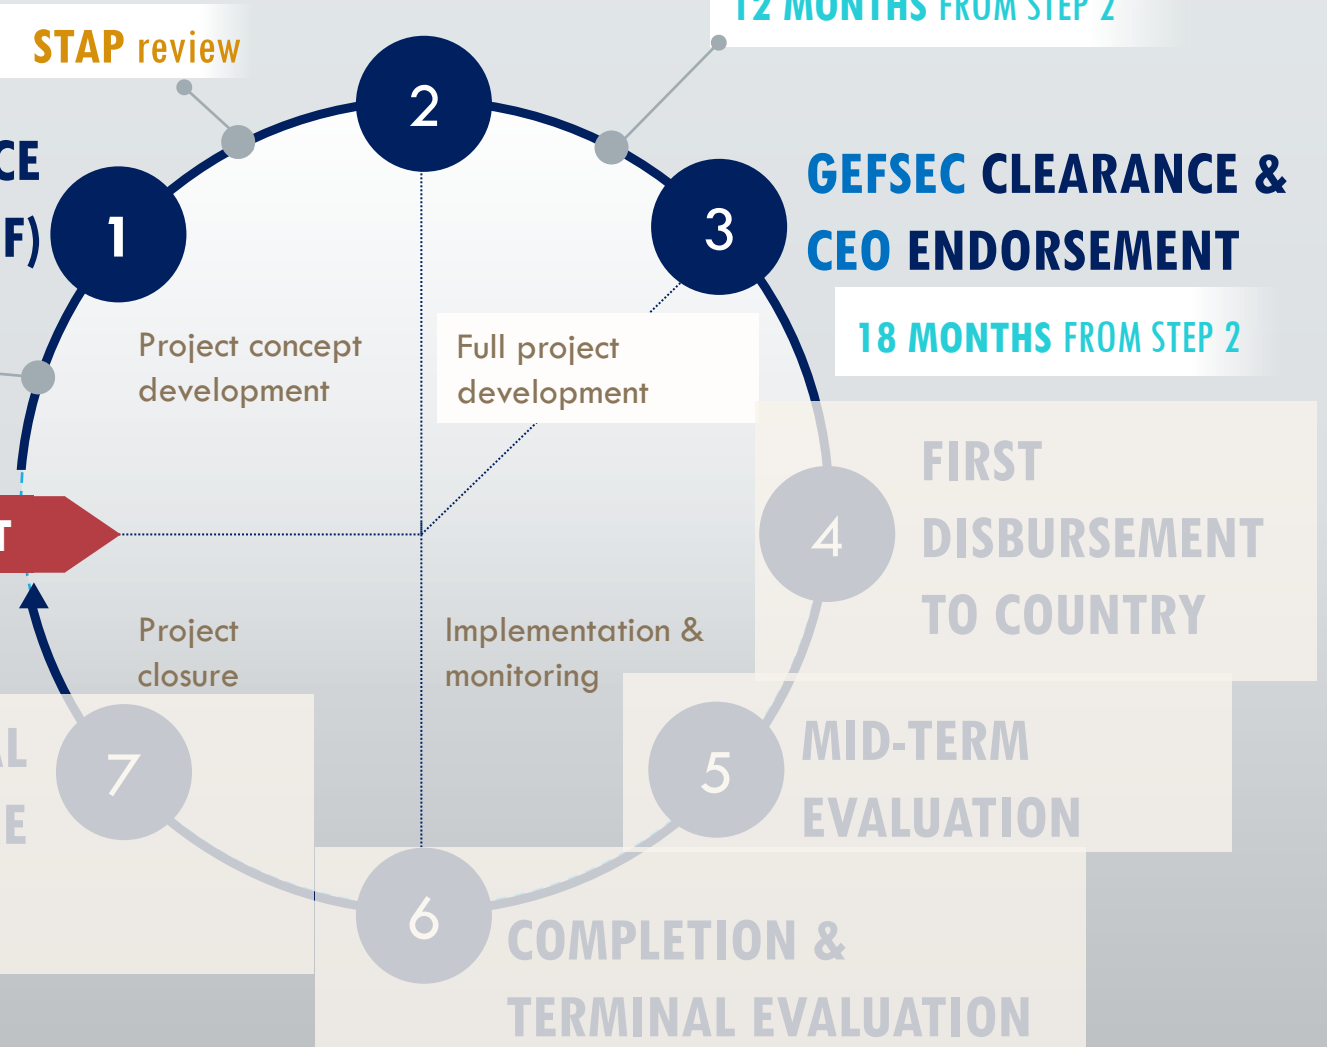 12 MONTHS FROM STEP 2
STAP review
2
CE
F)
1
3
GEFSEC CLEARANCE &
CEO ENDORSEMENT
18 MONTHS FROM STEP 2
Project concept
development
Full project
development
FIRST
DISBURSEMENT
TO COUNTRY
4
T
Project
closure
Implementation &
monitoring
AL
E
7
5
MID-TERM
EVALUATION
6
COMPLETION &
TERMINAL EVALUATION